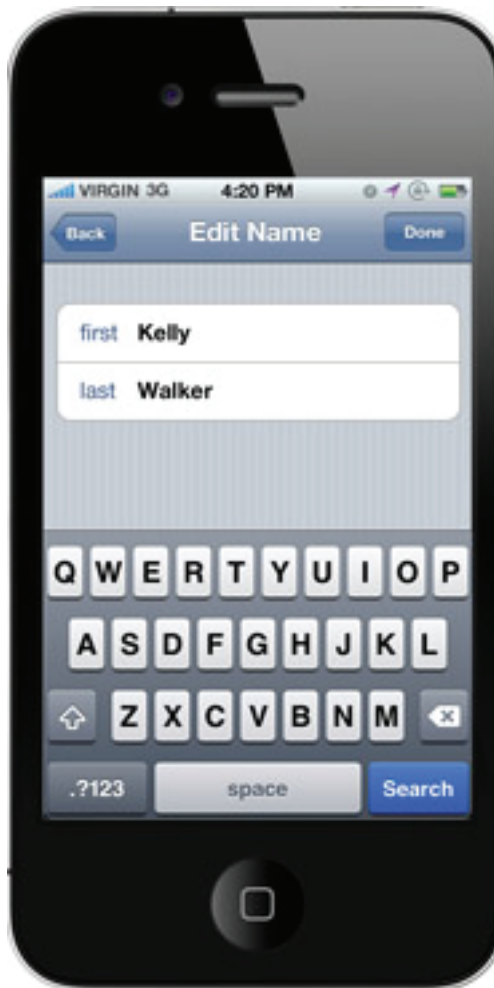 VIRGIN 3G 4:20 PM
Back Edit Name Done
first Kelly
last Walker
Q W E R T Y U I O P
A S D F G H J K L
Z X C V B N M
.?123 space Search